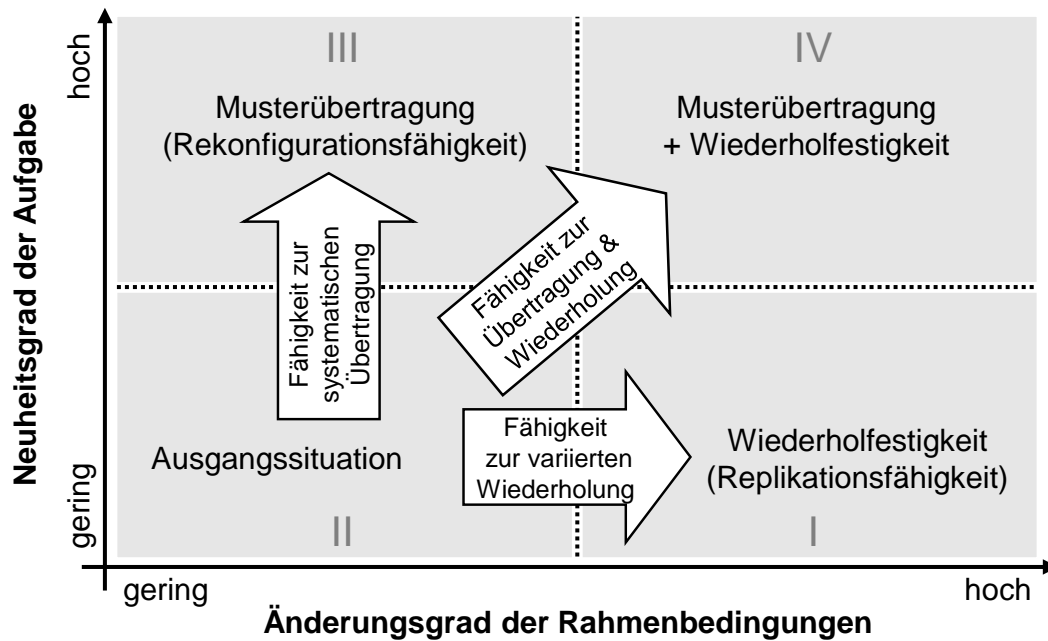 Neuheitsgrad der Aufgabe
hoch
gering
III
Musterübertragung
(Rekonfigurationsfähigkeit)
IV
Musterübertragung
+ Wiederholfestigkeit
Fähigkeit zur
systematischen
Übertragung
Fähigkeit zur
Übertragung &
Wiederholung
Ausgangssituation
II
Fähigkeit
zur variierten
Wiederholung
Wiederholfestigkeit
(Replikationsfähigkeit)
I
gering
hoch
Änderungsgrad der Rahmenbedingungen